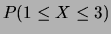 P(1 ≤ X ≤ 3)